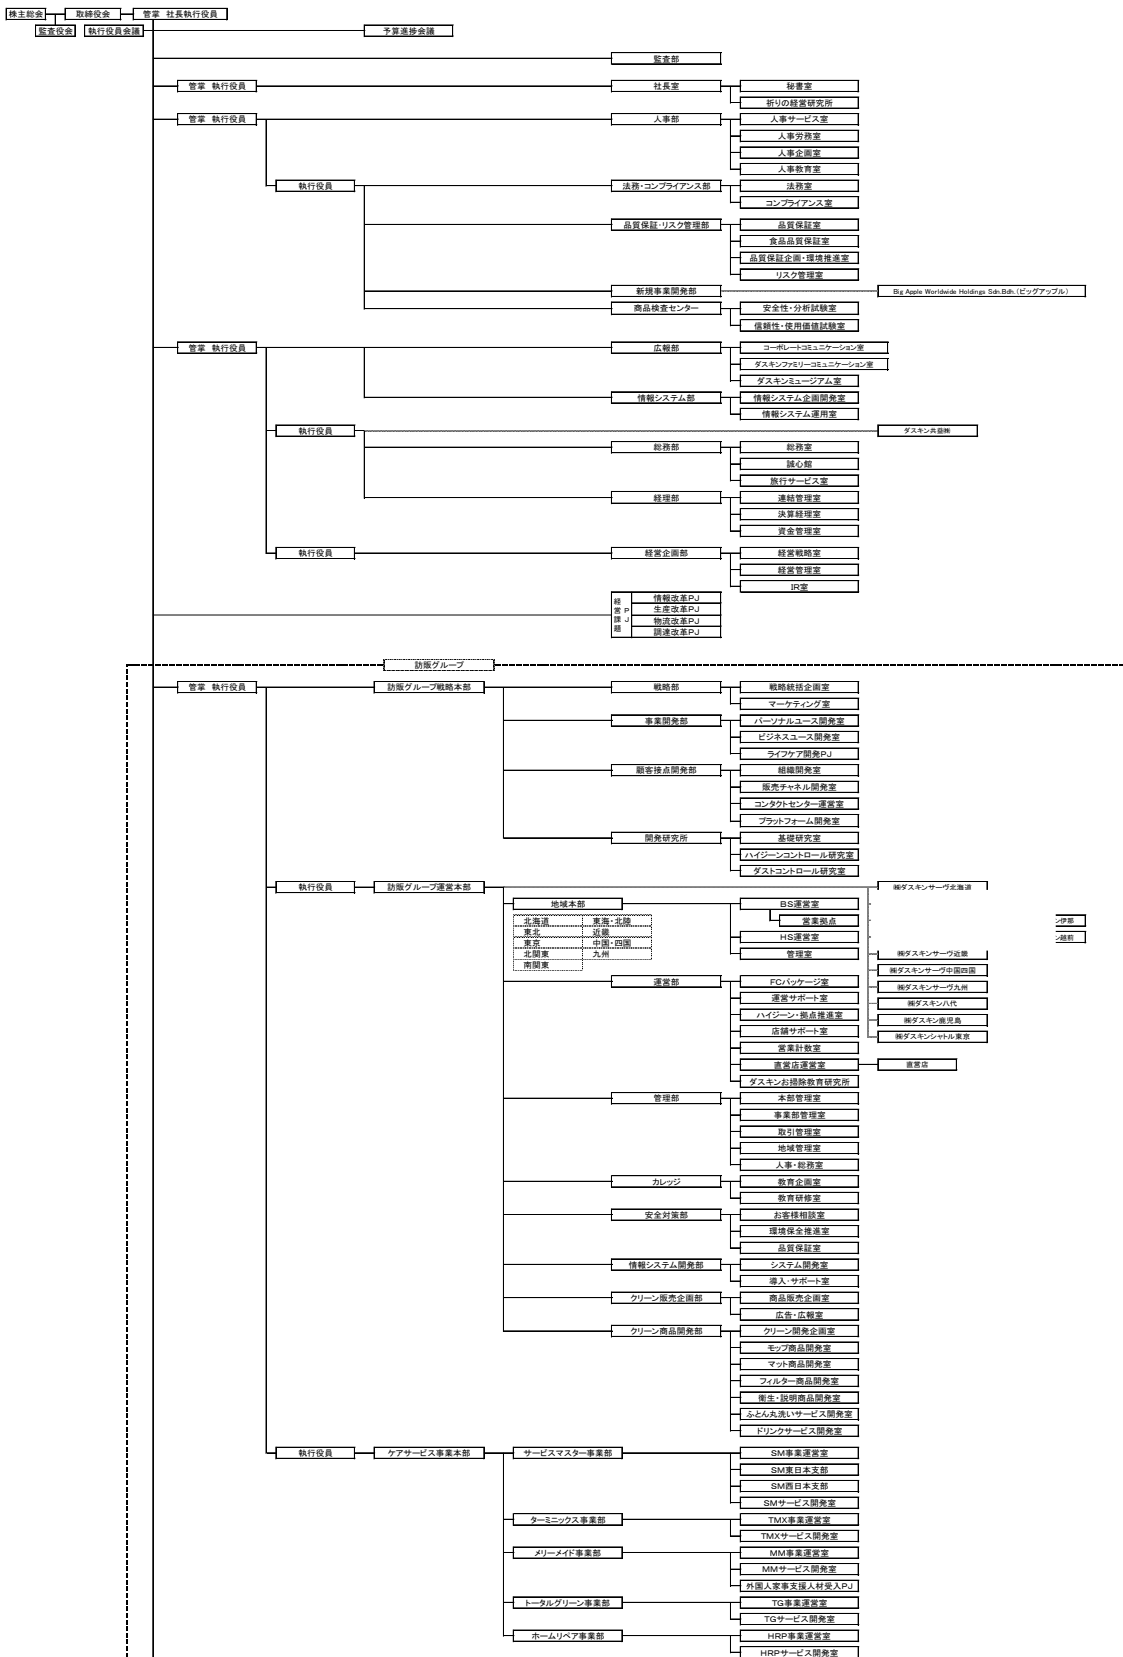 株主総会 取締役会 管掌 社長執行役員
監査役会 執行役員会議 予算進捗会議
監査部
管掌 執行役員 社長室 秘書室
祈りの経営研究所
管掌 執行役員 人事部 人事サービス室
人事労務室
人事企画室
人事教育室
執行役員 法務・コンプライアンス部 法務室
コンプライアンス室
品質保証・リスク管理部 品質保証室
食品品質保証室
品質保証企画・環境推進室
リスク管理室
新規事業開発部 Big Apple Worldwide Holdings Sdn.Bdh.(ビッグアップル)
商品検査センター 安全性・分析試験室
信頼性・使用価値試験室
管掌 執行役員 広報部 コーポレートコミュニケーション室
ダスキンファミリーコミュニケーション室
ダスキンミュージアム室
情報システム部 情報システム企画開発室
情報システム運用室
執行役員 ダスキン共益㈱
総務部 総務室
誠心館
旅行サービス室
経理部 連結管理室
決算経理室
資金管理室
執行役員 経営企画部 経営戦略室
経営管理室
IR室
経営課題PJ 情報改革PJ
生産改革PJ
物流改革PJ
調達改革PJ
訪販グループ
管掌 執行役員 訪販グループ戦略本部 戦略部 戦略統括企画室
マーケティング室
事業開発部 パーソナルユース開発室
ビジネスユース開発室
ライフケア開発PJ
顧客接点開発部 組織開発室
販売チャネル開発室
コンタクトセンター運営室
プラットフォーム開発室
開発研究所 基礎研究室
ハイジーンコントロール研究室
ダストコントロール研究室
執行役員 訪販グループ運営本部 ㈱ダスキンサーヴ北海道
地域本部 BS運営室
北海道 東海・北陸 営業拠点 ン伊那
東北 近畿
東京 中国・四国 HS運営室 ン越前
北関東 九州 管理室 ㈱ダスキンサーヴ近畿
南関東
㈱ダスキンサーヴ中国四国
運営部 FCパッケージ室 ㈱ダスキンサーヴ九州
運営サポート室 ㈱ダスキン八代
ハイジーン・拠点推進室 ㈱ダスキン鹿児島
店舗サポート室 ㈱ダスキンシャトル東京
営業計数室
直営店運営室 直営店
ダスキンお掃除教育研究所
管理部 本部管理室
事業部管理室
取引管理室
地域管理室
人事・総務室
カレッジ 教育企画室
教育研修室
安全対策部 お客様相談室
環境保全推進室
品質保証室
情報システム開発部 システム開発室
導入・サポート室
クリーン販売企画部 商品販売企画室
広告・広報室
クリーン商品開発部 クリーン開発企画室
モップ商品開発室
マット商品開発室
フィルター商品開発室
衛生・説明商品開発室
ふとん丸洗いサービス開発室
ドリンクサービス開発室
執行役員 ケアサービス事業本部 サービスマスター事業部 SM事業運営室
SM東日本支部
SM西日本支部
SMサービス開発室
ターミニックス事業部 TMX事業運営室
TMXサービス開発室
メリーメイド事業部 MM事業運営室
MMサービス開発室
外国人家事支援人材受入PJ
トータルグリーン事業部 TG事業運営室
TGサービス開発室
ホームリペア事業部 HRP事業運営室
HRPサービス開発室